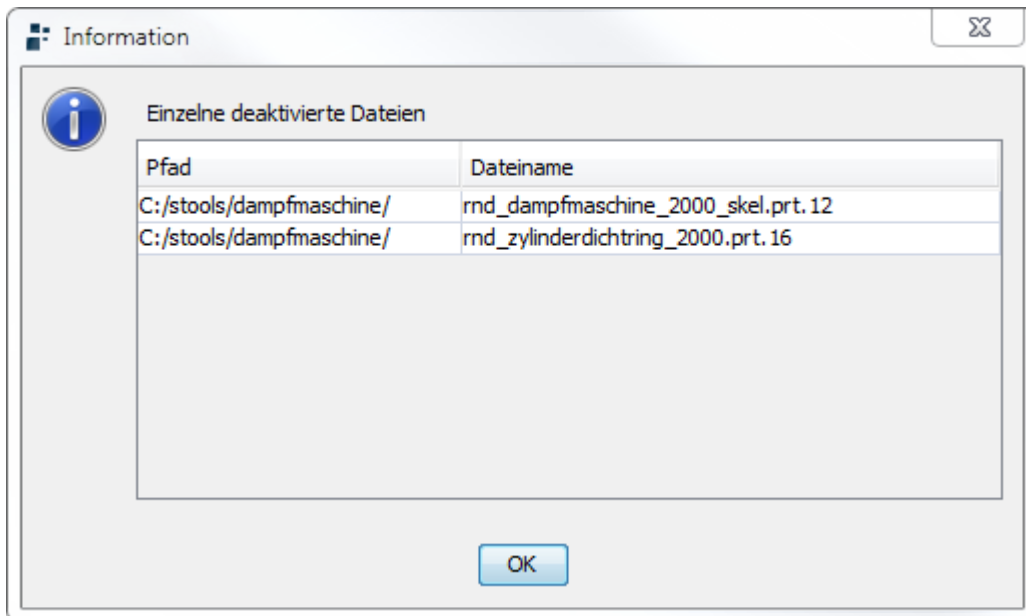 Information
Einzelne deaktivierte Dateien
Pfad Dateiname
C:/stools/dampfmaschine/ rnd_dampfmaschine_2000_skel.prt.12
C:/stools/dampfmaschine/ rnd_zylinderdichtring_2000.prt.16
OK